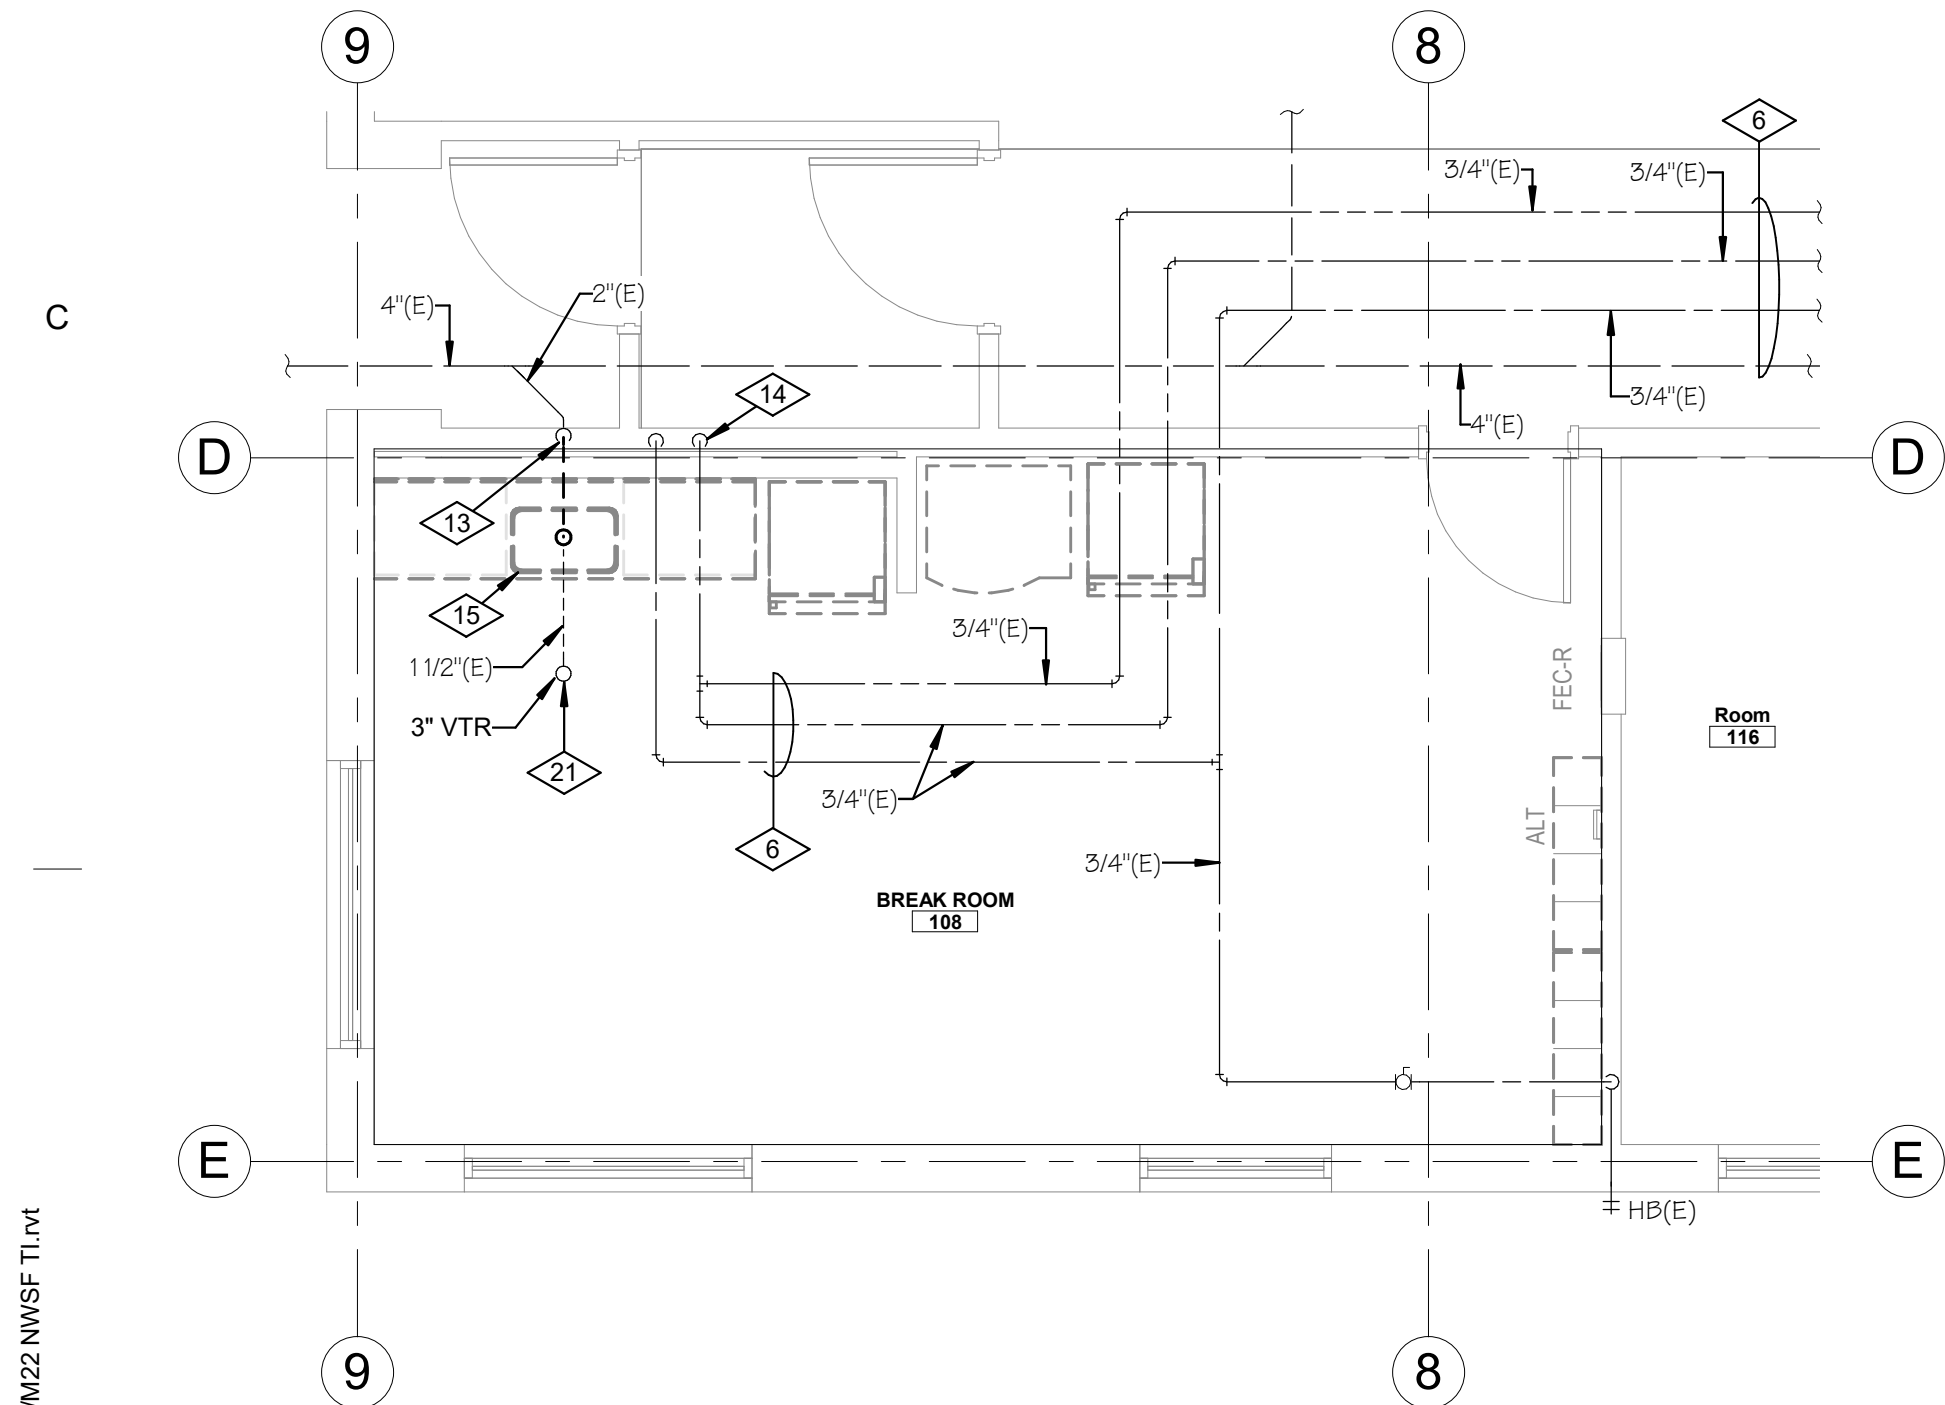 9
8
6
3/4"(E)
3/4"(E)
2"(E)
4"(E)
C
14
3/4"(E)
4"(E)
D
D
13
15
3/4"(E)
1 1/2"(E)
FEC-R
3" VTR
Room
116
21
3/4"(E)
ALT
6
3/4"(E)
BREAK ROOM
108
E
E
HB(E)
M22 NWSF TI.rvt
9
8